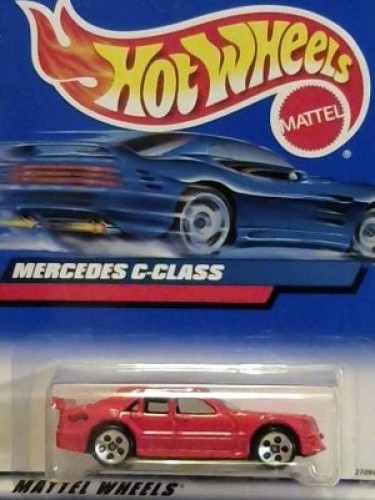 HOT WHEELS
MATTEL
®
MERCEDES C-CLASS
MATTEL WHEELS